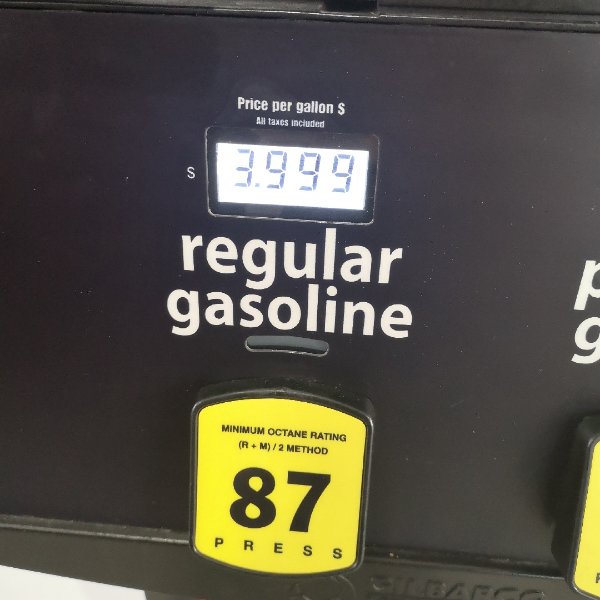 Price per gallon $
All taxes included
$ 3.999
regular
gasoline
MINIMUM OCTANE RATING
(R + M) / 2 METHOD
87
PRESS